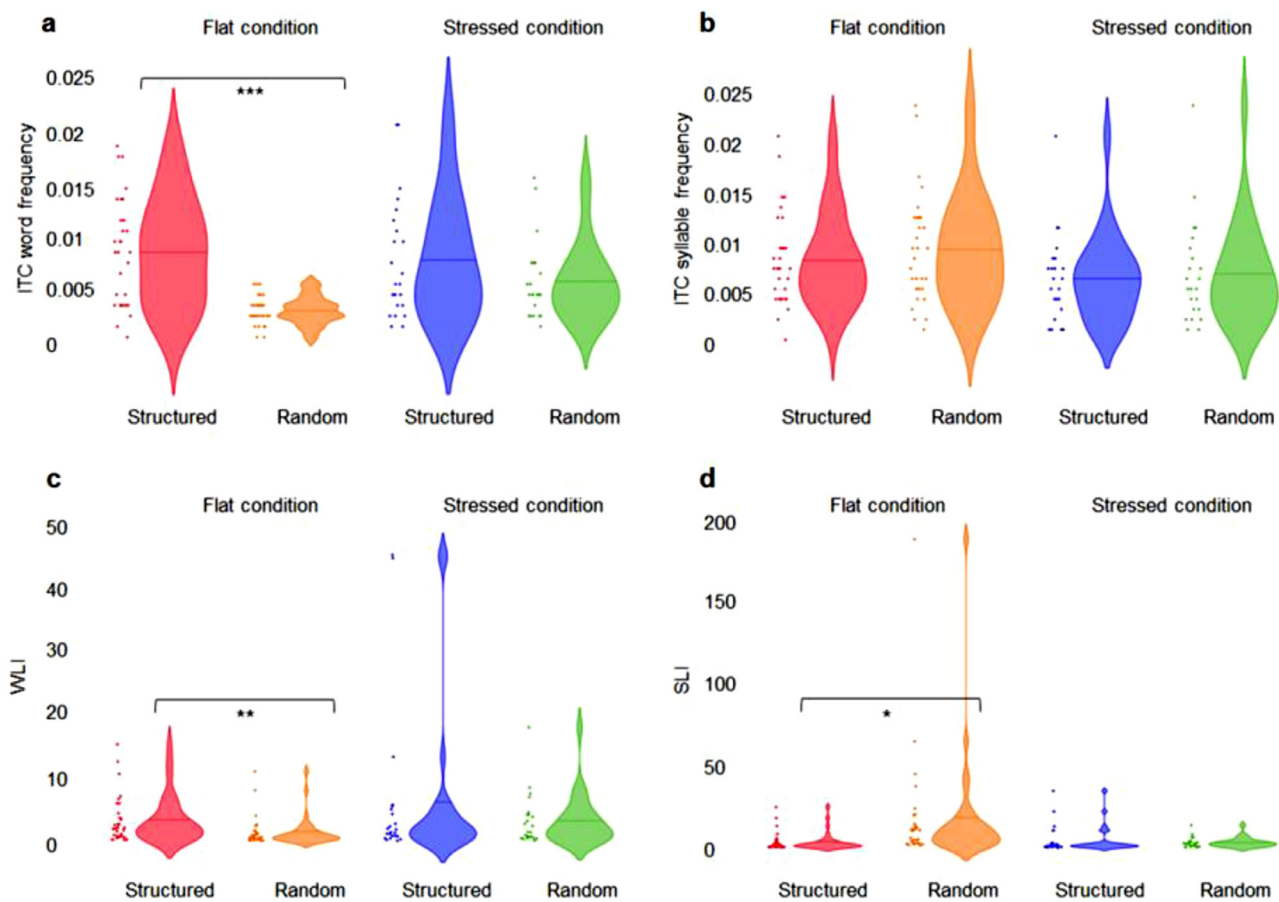 a
Flat condition
Stressed condition
ITC word frequency
0.025
0.02
0.015
0.01
0.005
0
***
Structured
Random
Structured
Random
b
Flat condition
Stressed condition
ITC syllable frequency
0.025
0.02
0.015
0.01
0.005
0
Structured
Random
Structured
Random
c
Flat condition
Stressed condition
WLI
50
40
30
20
10
0
**
Structured
Random
Structured
Random
d
Flat condition
Stressed condition
SLI
200
150
100
50
0
*
Structured
Random
Structured
Random